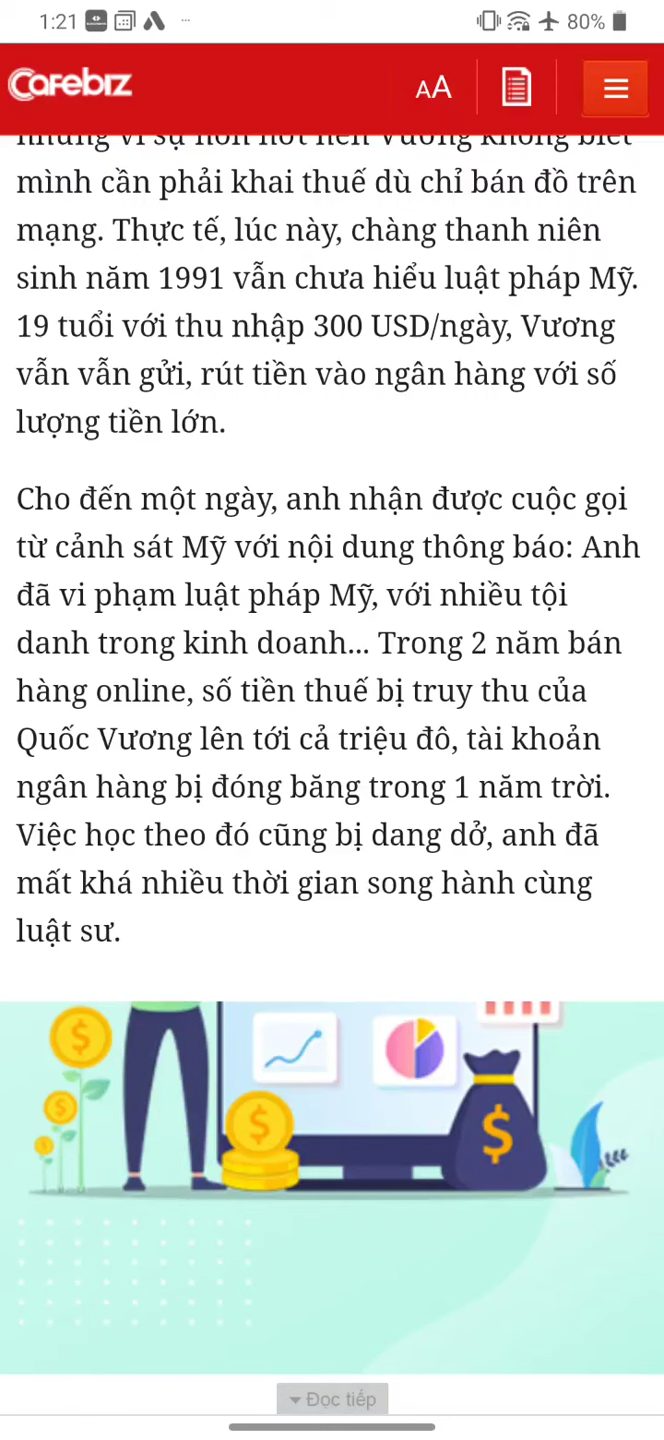 1:21
80%
CafeBiz
AA
mình cần phải khai thuế dù chỉ bán đồ trên
mạng. Thực tế, lúc này, chàng thanh niên
sinh năm 1991 vẫn chưa hiểu luật pháp Mỹ.
19 tuổi với thu nhập 300 USD/ngày, Vương
vẫn vẫn gửi, rút tiền vào ngân hàng với số
lượng tiền lớn.
Cho đến một ngày, anh nhận được cuộc gọi
từ cảnh sát Mỹ với nội dung thông báo: Anh
đã vi phạm luật pháp Mỹ, với nhiều tội
danh trong kinh doanh... Trong 2 năm bán
hàng online, số tiền thuế bị truy thu của
Quốc Vương lên tới cả triệu đô, tài khoản
ngân hàng bị đóng băng trong 1 năm trời.
Việc học theo đó cũng bị dang dở, anh đã
mất khá nhiều thời gian song hành cùng
luật sư.
$
$
$
$
$
Đọc tiếp